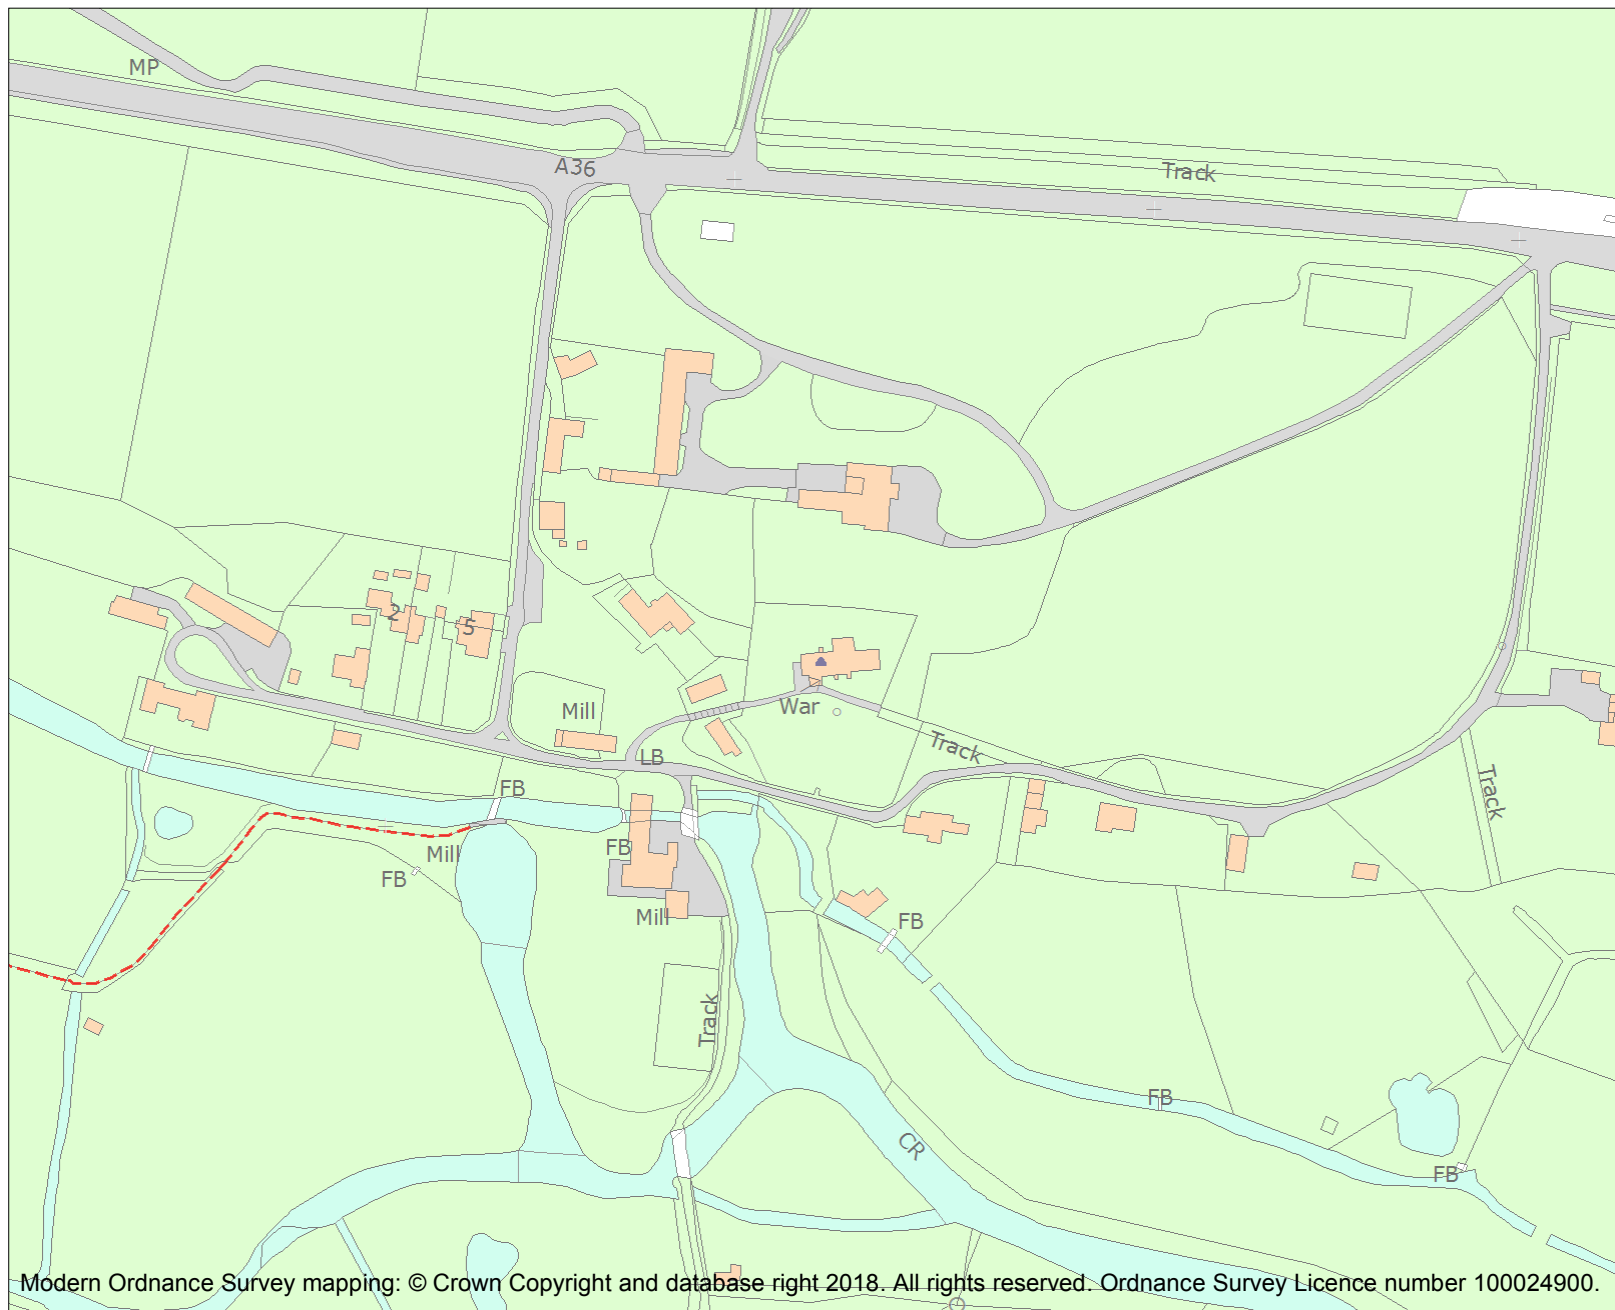 MP
A36
Track
2
5
Mill
War
LB
Track
FB
Track
Mill
FB
FB
Mill
FB
Track
FB
CR
FB
Modern Ordnance Survey mapping: © Crown Copyright and database right 2018. All rights reserved. Ordnance Survey Licence number 100024900.